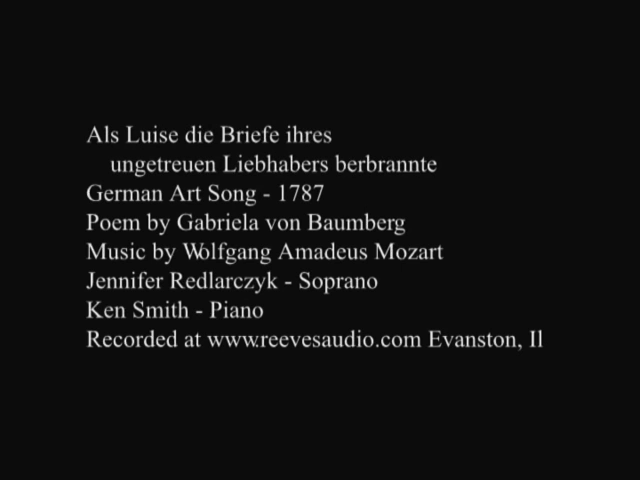 Als Luise die Briefe ihres
ungetreuen Liebhabers berbrannte
German Art Song - 1787
Poem by Gabriela von Baumberg
Music by Wolfgang Amadeus Mozart
Jennifer Redlarczyk - Soprano
Ken Smith - Piano
Recorded at www.reevesaudio.com Evanston, Il